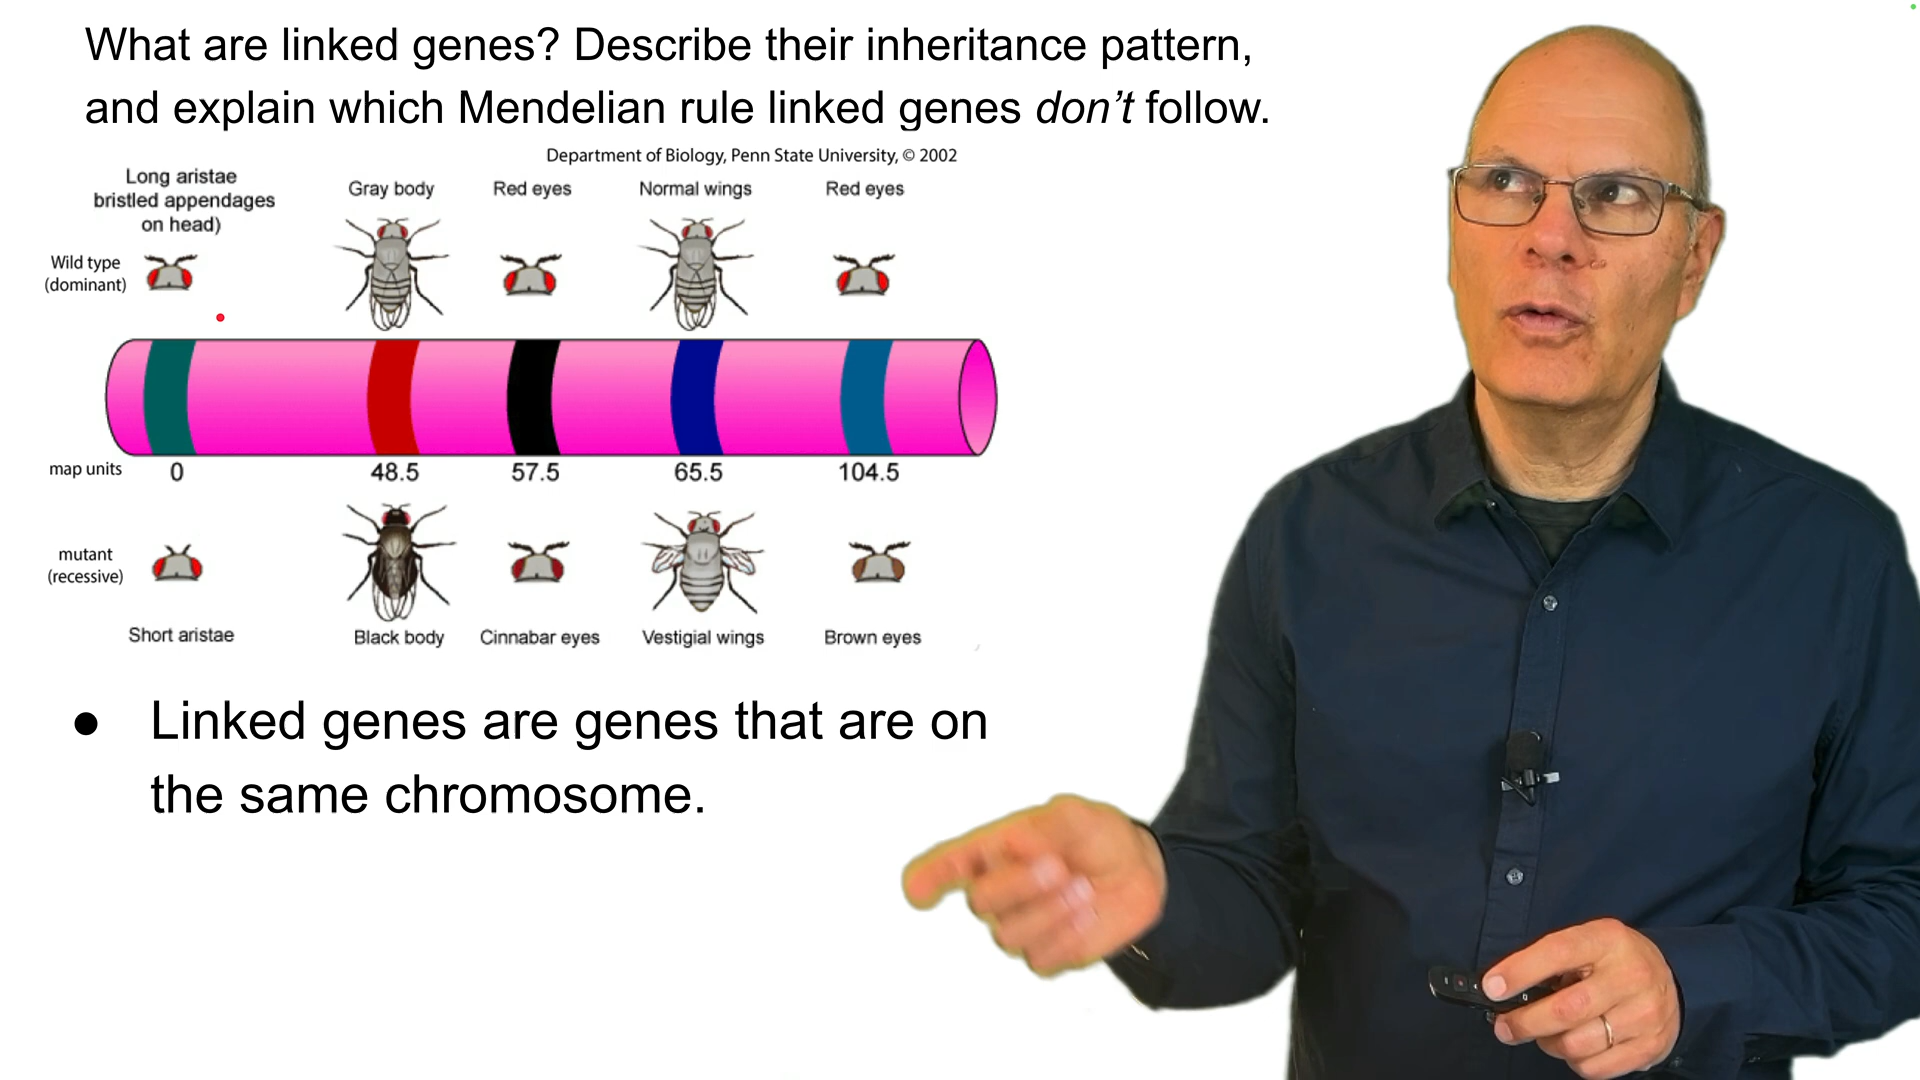 What are linked genes? Describe their inheritance pattern,
and explain which Mendelian rule linked genes don't follow.
Department of Biology, Penn State University, © 2002
Long aristae
bristled appendages
on head)
Gray body
Red eyes
Normal wings
Red eyes
Wild type
(dominant)
map units
0
48.5
57.5
65.5
104.5
mutant
(recessive)
Short aristae
Black body
Cinnabar eyes
Vestigial wings
Brown eyes
● Linked genes are genes that are on
the same chromosome.